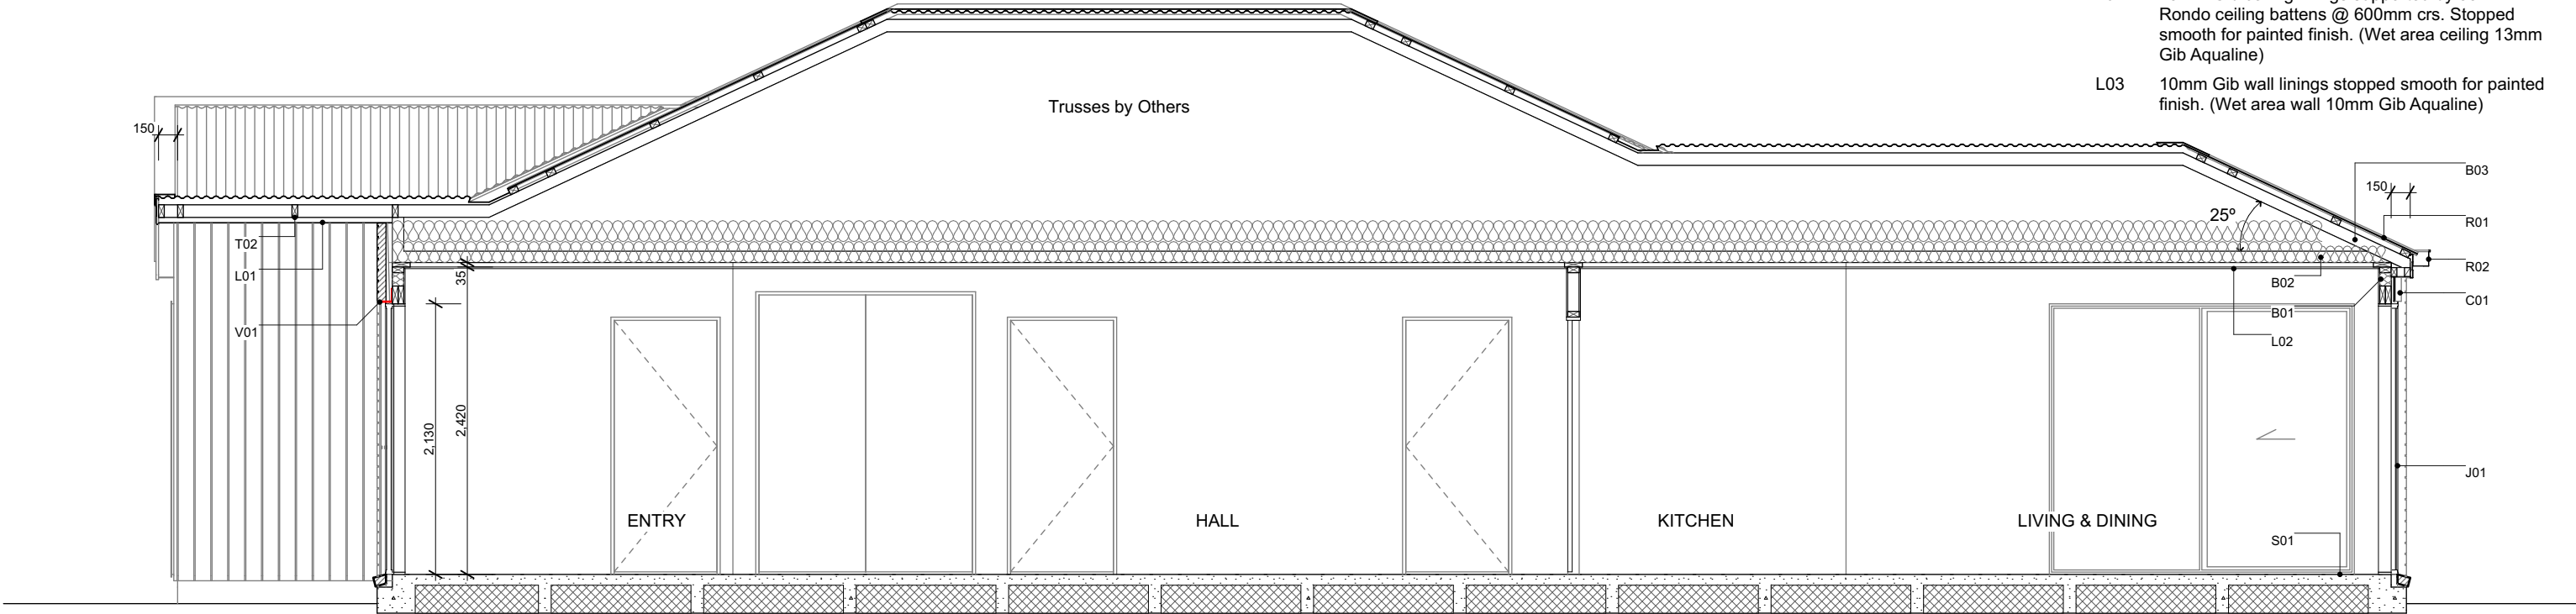 Rondo ceiling battens @ 600mm crs. Stopped
smooth for painted finish. (Wet area ceiling 13mm
Gib Aqualine)
L03 10mm Gib wall linings stopped smooth for painted
finish. (Wet area wall 10mm Gib Aqualine)
Trusses by Others
150
B03
150
25º
R01
T02
L01
35
R02
B02
C01
V01
B01
L02
2,130
2,420
J01
ENTRY
HALL
KITCHEN
LIVING & DINING
S01